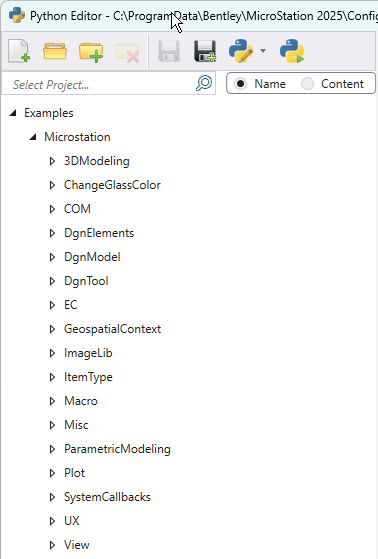 Python Editor - C:\ProgramData\Bentley\MicroStation 2025\Config
Select Project...
Name
Content
Examples
Microstation
3DModeling
ChangeGlassColor
COM
DgnElements
DgnModel
DgnTool
EC
GeospatialContext
ImageLib
ItemType
Macro
Misc
ParametricModeling
Plot
SystemCallbacks
UX
View